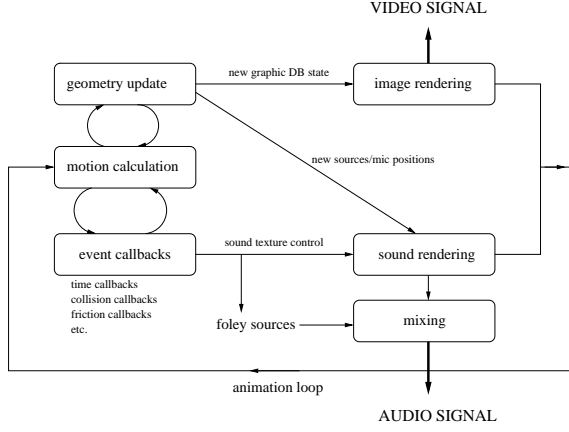 VIDEO SIGNAL
geometry update
new graphic DB state
image rendering
new sources/mic positions
motion calculation
event callbacks
sound texture control
sound rendering
time callbacks
collision callbacks
friction callbacks
etc.
foley sources
mixing
animation loop
AUDIO SIGNAL